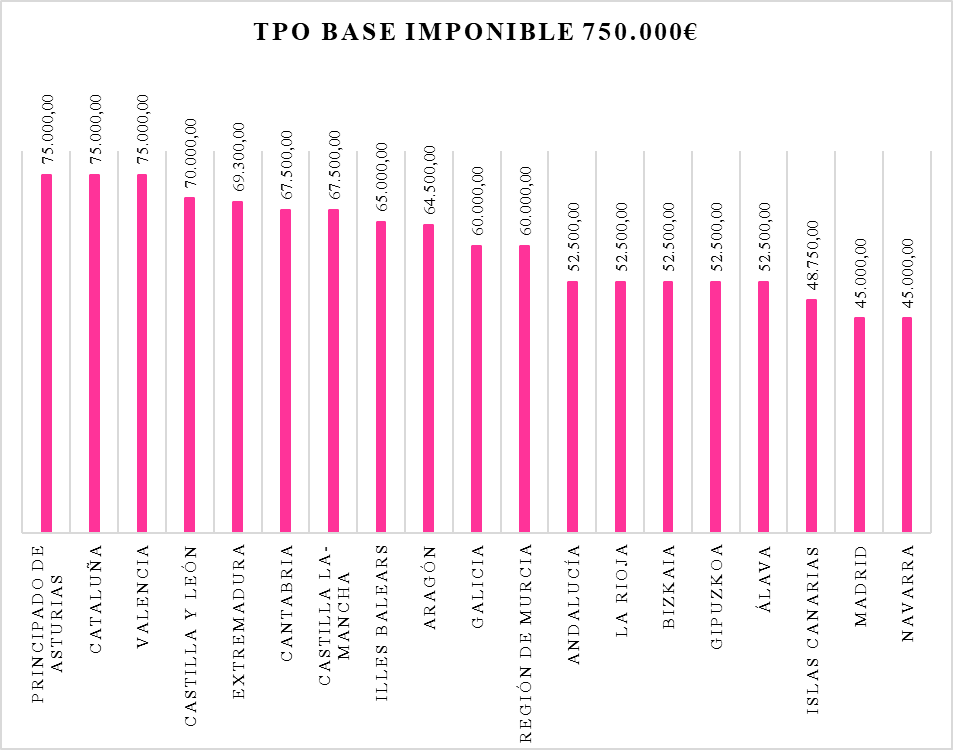 TPO BASE IMPONIBLE 750.000€
75.000,00
75.000,00
75.000,00
70.000,00
69.300,00
67.500,00
67.500,00
65.000,00
64.500,00
60.000,00
60.000,00
52.500,00
52.500,00
52.500,00
52.500,00
52.500,00
48.750,00
45.000,00
45.000,00
PRINCIPADO DE
ASTURIAS
CATALUÑA
VALENCIA
CASTILLA Y LEÓN
EXTREMADURA
CANTABRIA
CASTILLA LA-
MANCHA
ILLES BALEARS
ARAGÓN
GALICIA
REGIÓN DE MURCIA
ANDALUCÍA
LA RIOJA
BIZKAIA
GIPUZKOA
ÁLAVA
ISLAS CANARIAS
MADRID
NAVARRA